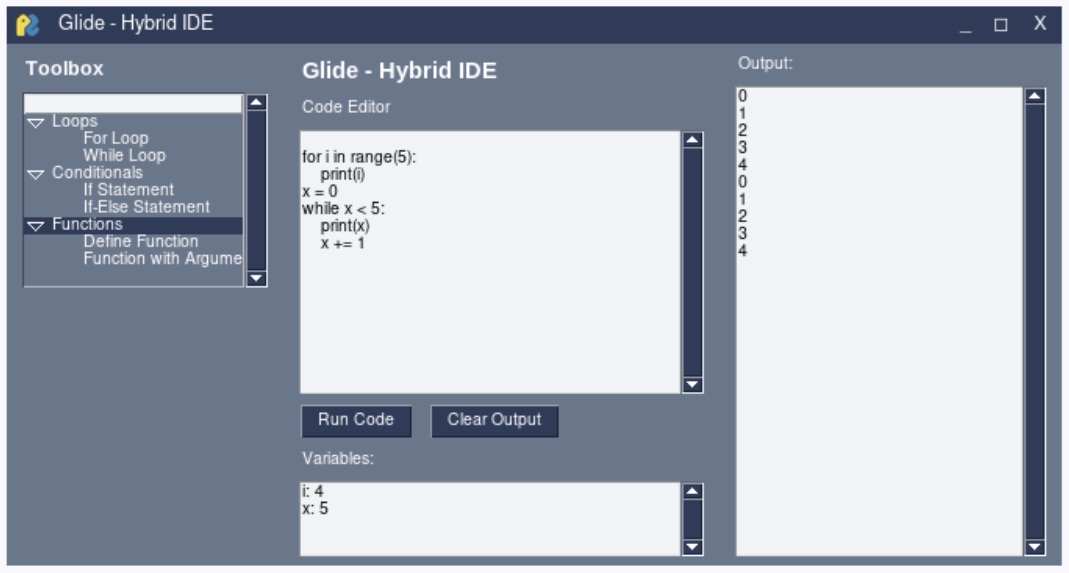 Glide - Hybrid IDE
Toolbox
Loops
For Loop
While Loop
Conditionals
If Statement
If-Else Statement
Functions
Define Function
Function with Argume
Glide - Hybrid IDE
Code Editor
for i in range(5):
    print(i)
x = 0
while x < 5:
    print(x)
    x += 1
Run Code
Clear Output
Variables:
i: 4
x: 5
Output:
0
1
2
3
4
0
1
2
3
4